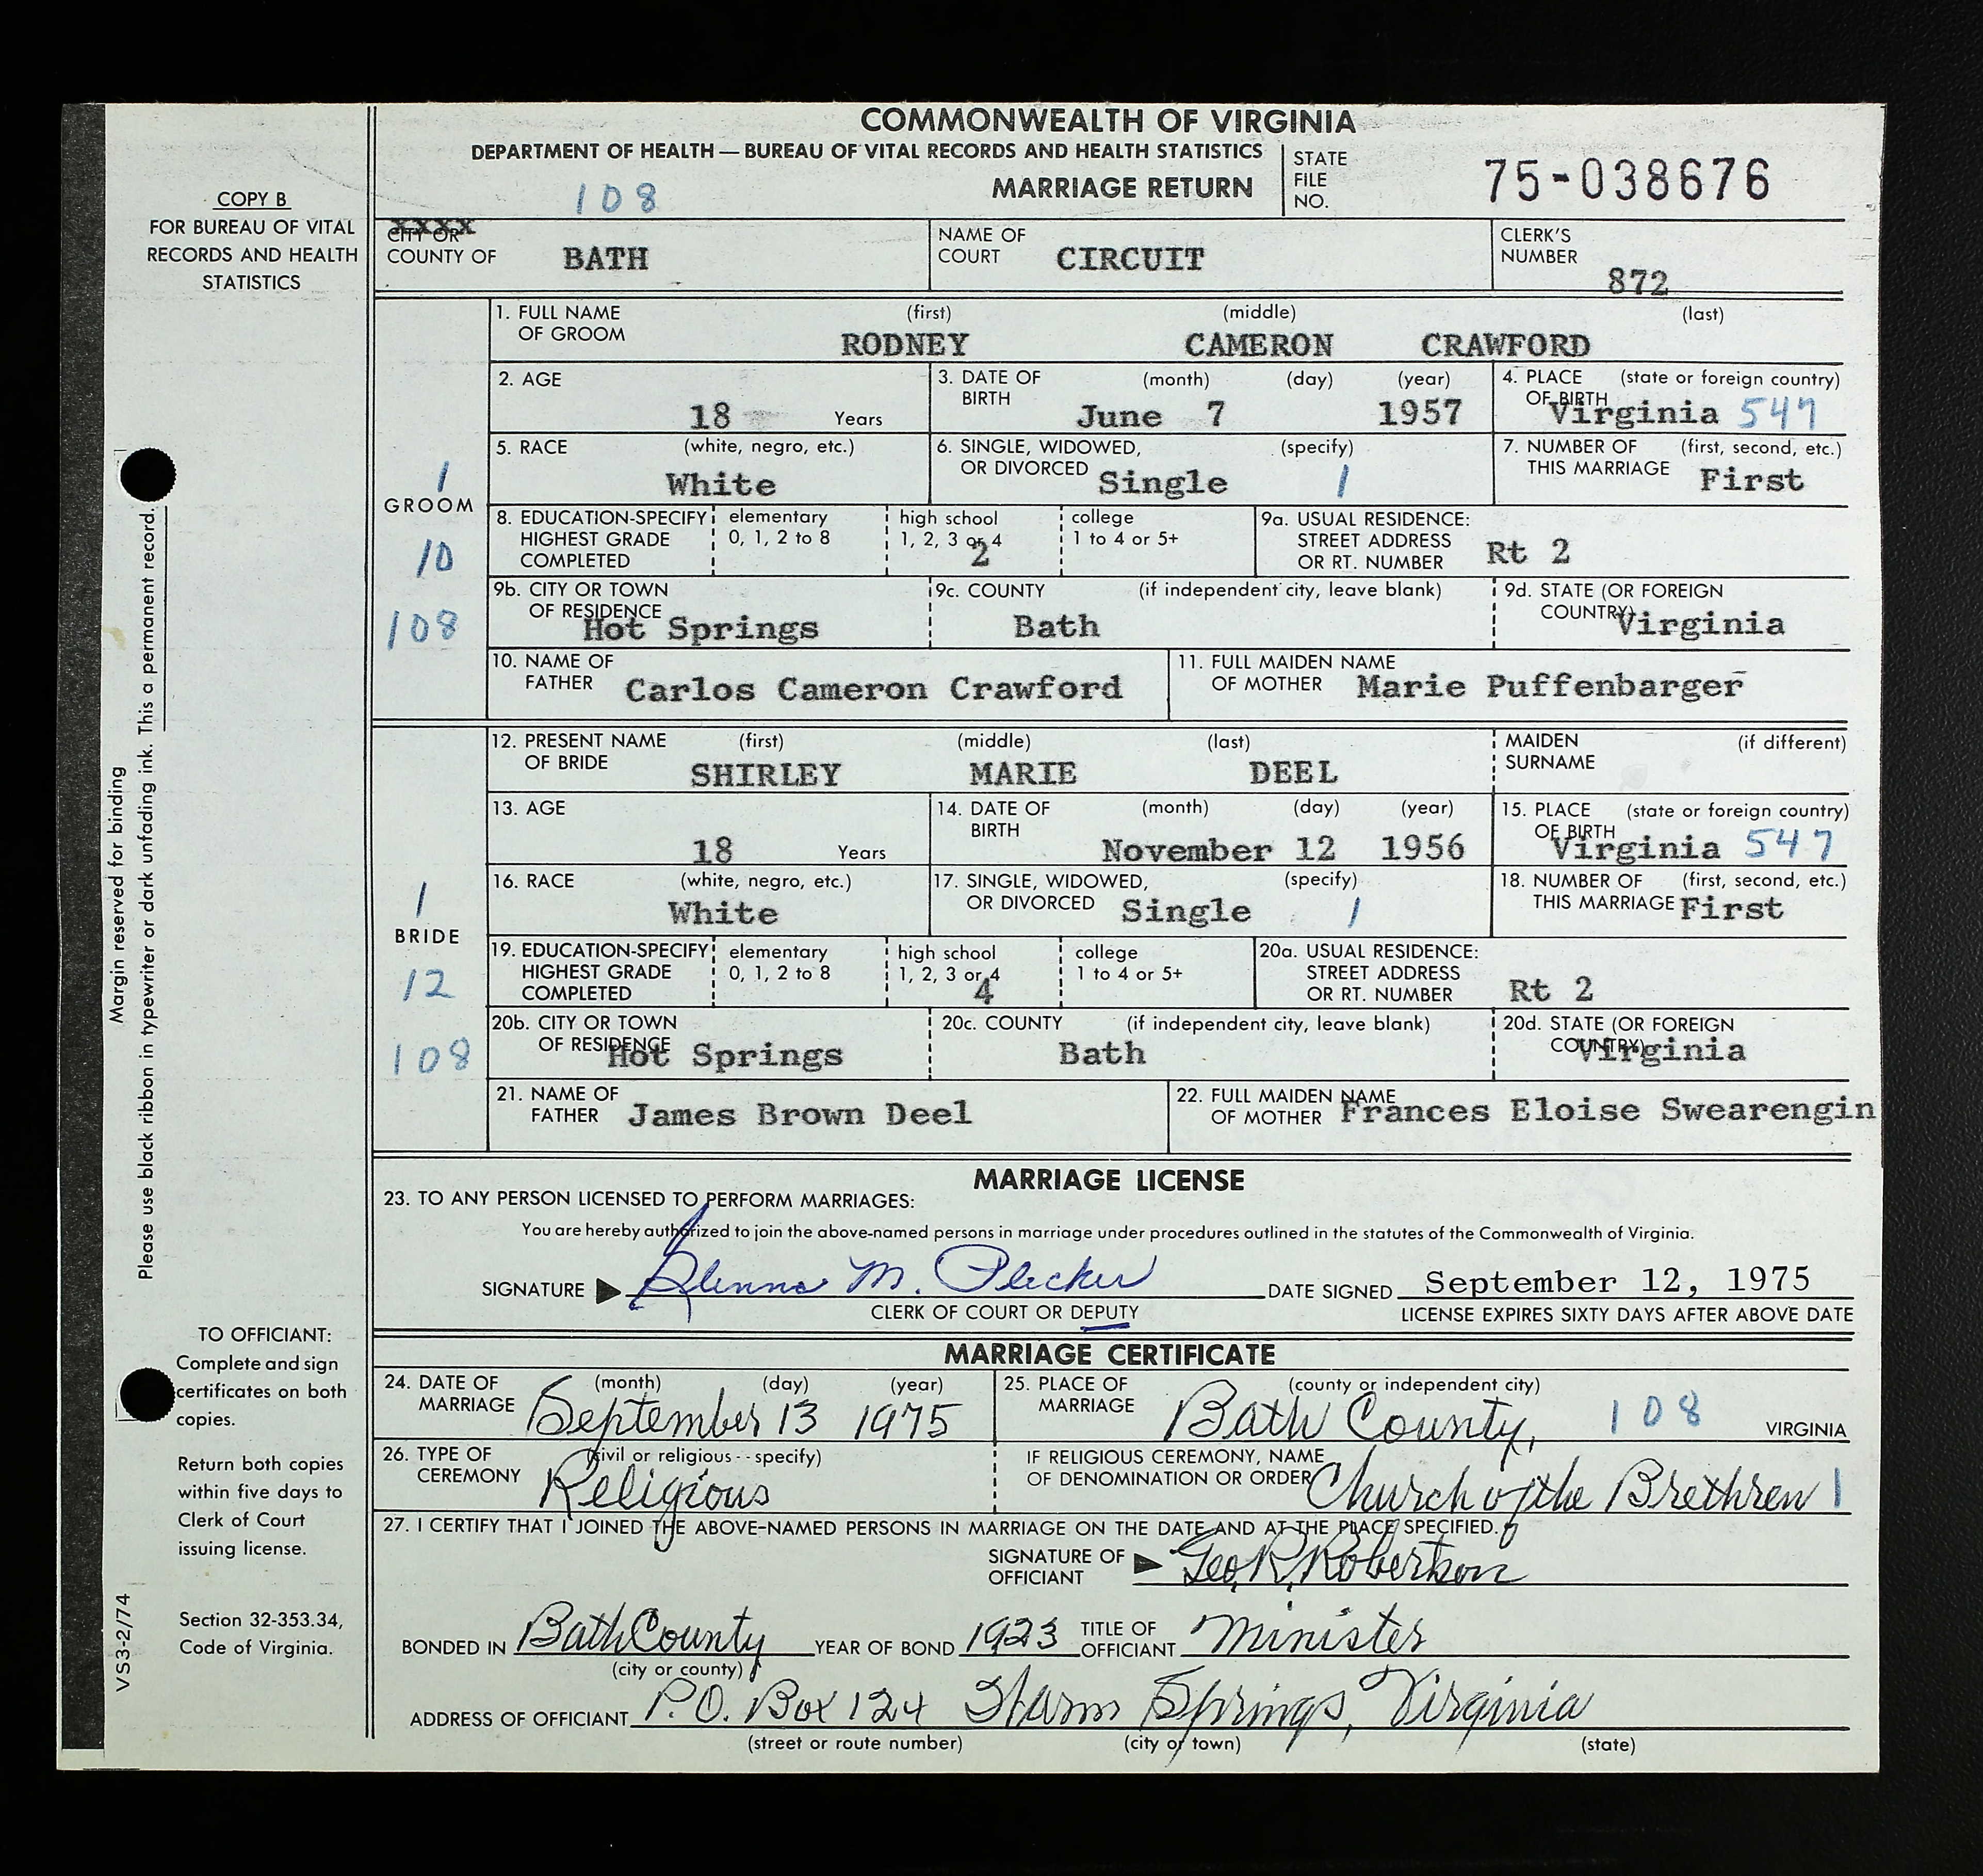 COMMONWEALTH OF VIRGINIA
DEPARTMENT OF HEALTH — BUREAU OF VITAL RECORDS AND HEALTH STATISTICS
108 MARRIAGE RETURN
STATE FILE NO. 75-038676
COPY B
FOR BUREAU OF VITAL
RECORDS AND HEALTH
STATISTICS
XXXX
CITY OR
COUNTY OF BATH
NAME OF COURT CIRCUIT
CLERK'S NUMBER 872
1. FULL NAME OF GROOM (first) RODNEY (middle) CAMERON (last) CRAWFORD
2. AGE 18 Years
3. DATE OF BIRTH (month) June (day) 7 (year) 1957
4. PLACE OF BIRTH (state or foreign country) Virginia 547
1
GROOM
10
108
5. RACE (white, negro, etc.) White
6. SINGLE, WIDOWED, OR DIVORCED (specify) Single 1
7. NUMBER OF THIS MARRIAGE (first, second, etc.) First
8. EDUCATION-SPECIFY HIGHEST GRADE COMPLETED
elementary 0, 1, 2 to 8
high school 1, 2, 3 or 4 2
college 1 to 4 or 5+
9a. USUAL RESIDENCE: STREET ADDRESS OR RT. NUMBER Rt 2
9b. CITY OR TOWN OF RESIDENCE Hot Springs
9c. COUNTY (if independent city, leave blank) Bath
9d. STATE (OR FOREIGN COUNTRY) Virginia
10. NAME OF FATHER Carlos Cameron Crawford
11. FULL MAIDEN NAME OF MOTHER Marie Puffenbarger
12. PRESENT NAME OF BRIDE (first) SHIRLEY (middle) MARIE (last) DEEL
MAIDEN SURNAME (if different)
13. AGE 18 Years
14. DATE OF BIRTH (month) November (day) 12 (year) 1956
15. PLACE OF BIRTH (state or foreign country) Virginia 547
1
BRIDE
12
108
16. RACE (white, negro, etc.) White
17. SINGLE, WIDOWED, OR DIVORCED (specify) Single 1
18. NUMBER OF THIS MARRIAGE (first, second, etc.) First
19. EDUCATION-SPECIFY HIGHEST GRADE COMPLETED
elementary 0, 1, 2 to 8
high school 1, 2, 3 or 4 4
college 1 to 4 or 5+
20a. USUAL RESIDENCE: STREET ADDRESS OR RT. NUMBER Rt 2
20b. CITY OR TOWN OF RESIDENCE Hot Springs
20c. COUNTY (if independent city, leave blank) Bath
20d. STATE (OR FOREIGN COUNTRY) Virginia
21. NAME OF FATHER James Brown Deel
22. FULL MAIDEN NAME OF MOTHER Frances Eloise Swearengin
MARRIAGE LICENSE
23. TO ANY PERSON LICENSED TO PERFORM MARRIAGES:
You are hereby authorized to join the above-named persons in marriage under procedures outlined in the statutes of the Commonwealth of Virginia.
SIGNATURE Glenna M. Plecker DATE SIGNED September 12, 1975
CLERK OF COURT OR DEPUTY
LICENSE EXPIRES SIXTY DAYS AFTER ABOVE DATE
MARRIAGE CERTIFICATE
24. DATE OF MARRIAGE (month) September (day) 13 (year) 1975
25. PLACE OF MARRIAGE (county or independent city) Bath County, 108 VIRGINIA
26. TYPE OF CEREMONY (civil or religious - - specify) Religious
IF RELIGIOUS CEREMONY, NAME OF DENOMINATION OR ORDER Church of the Brethren 1
27. I CERTIFY THAT I JOINED THE ABOVE-NAMED PERSONS IN MARRIAGE ON THE DATE AND AT THE PLACE SPECIFIED.
SIGNATURE OF OFFICIANT Geo. R. Robertson
BONDED IN Bath County YEAR OF BOND 1923 TITLE OF OFFICIANT Minister
(city or county)
ADDRESS OF OFFICIANT P.O. Box 124 Warm Springs, Virginia
(street or route number) (city or town) (state)
Margin reserved for binding
Please use black ribbon in typewriter or dark unfading ink. This a permanent record.
TO OFFICIANT:
Complete and sign
certificates on both
copies.
Return both copies
within five days to
Clerk of Court
issuing license.
Section 32-353.34,
Code of Virginia.
VS3-2/74